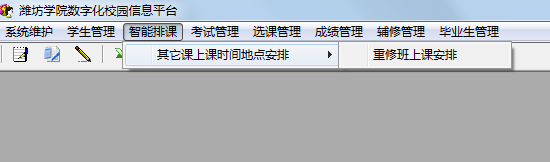 潍坊学院数字化校园信息平台
系统维护 学生管理 智能排课 考试管理 选课管理 成绩管理 辅修管理 毕业生管理
其它课上课时间地点安排 重修班上课安排